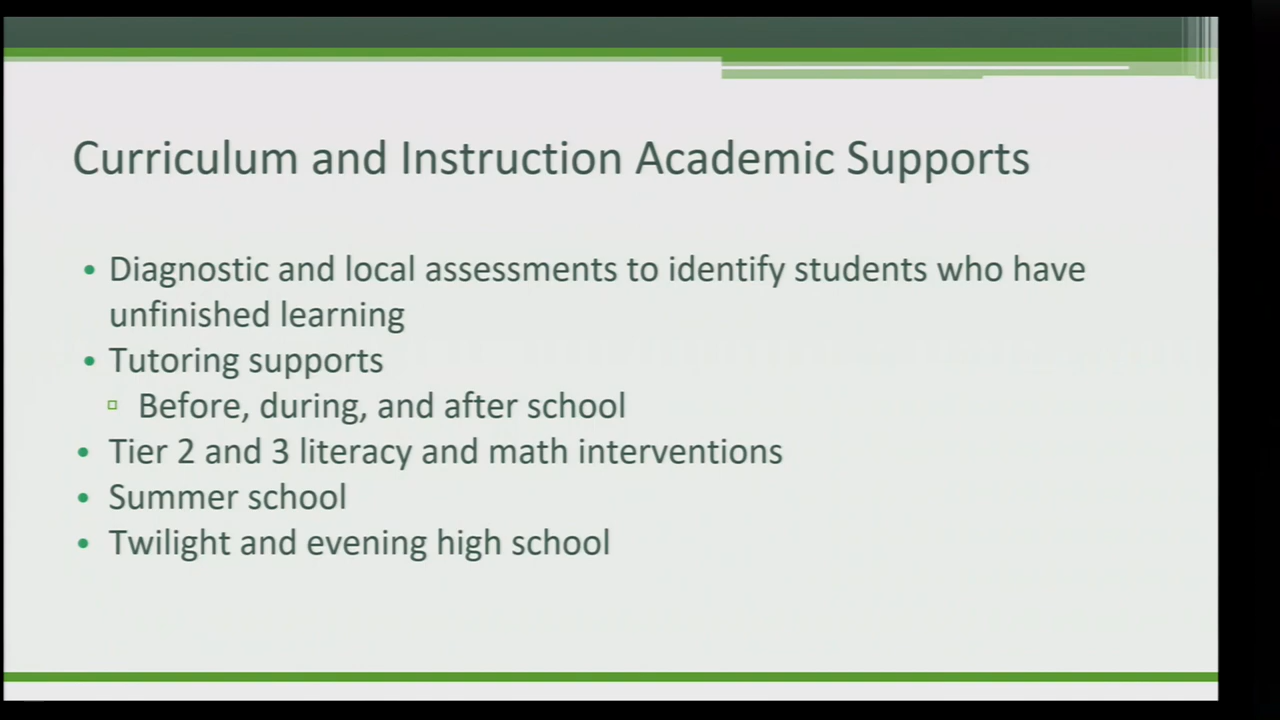 Curriculum and Instruction Academic Supports
• Diagnostic and local assessments to identify students who have
unfinished learning
• Tutoring supports
▫ Before, during, and after school
• Tier 2 and 3 literacy and math interventions
• Summer school
• Twilight and evening high school